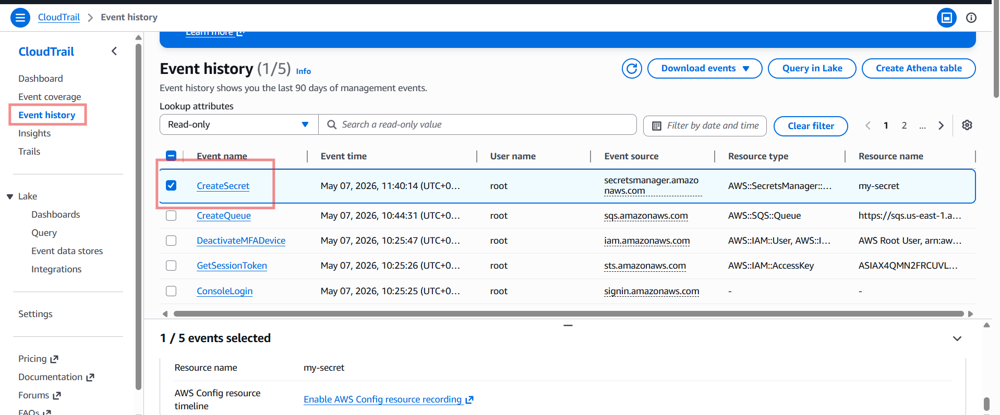 CloudTrail > Event history
CloudTrail
Dashboard
Event coverage
Event history
Insights
Trails
Lake
Dashboards
Query
Event data stores
Integrations
Settings
Pricing
Documentation
Forums
FAQs
Learn more
Event history (1/5) Info
Download events
Query in Lake
Create Athena table
Event history shows you the last 90 days of management events.
Lookup attributes
Read-only
Search a read-only value
Filter by date and time
Clear filter
1 2 ...
Event name Event time User name Event source Resource type Resource name
CreateSecret May 07, 2026, 11:40:14 (UTC+0... root secretsmanager.amazo
naws.com AWS::SecretsManager::... my-secret
CreateQueue May 07, 2026, 10:44:31 (UTC+0... root sqs.amazonaws.com AWS::SQS::Queue https://sqs.us-east-1.a...
DeactivateMFADevice May 07, 2026, 10:25:47 (UTC+0... root iam.amazonaws.com AWS::IAM::User, AWS::I... AWS Root User, arn:aw...
GetSessionToken May 07, 2026, 10:25:26 (UTC+0... root sts.amazonaws.com AWS::IAM::AccessKey ASIAX4QMN2FRCUVL...
ConsoleLogin May 07, 2026, 10:25:25 (UTC+0... root signin.amazonaws.com - -
1 / 5 events selected
Resource name my-secret
AWS Config resource
timeline
Enable AWS Config resource recording